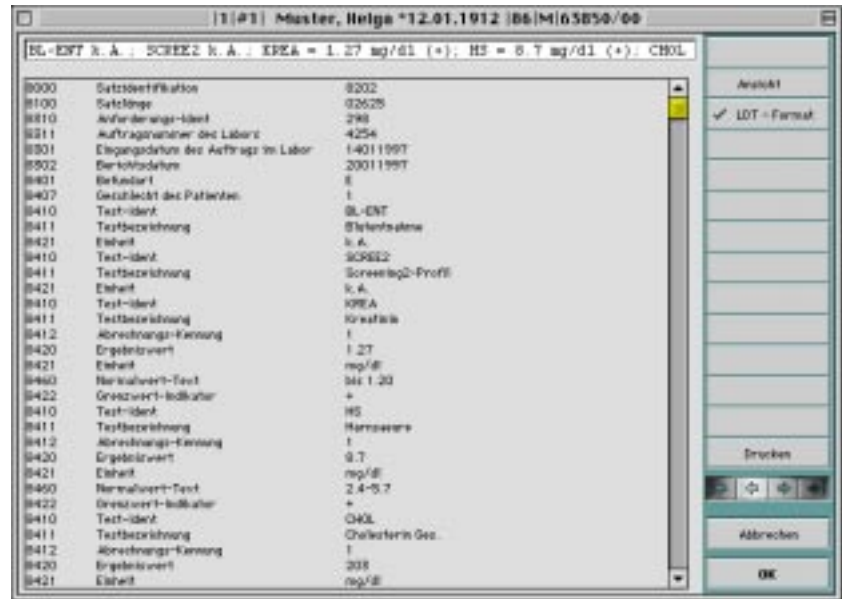 |1|#1| Muster, Helga *12.01.1912 |86|M|63850/00
BL-ENT k.A.; SCREE2 k.A.; KREA = 1.27 mg/dl (+); HS = 8.7 mg/dl (+); CHOL
8000 Satzidentifikation 8202
8100 Satzlänge 02625
8310 Anforderungs-Ident 298
8311 Auftragsnummer des Labors 4254
8301 Eingangsdatum des Auftrags im Labor 14011997
8302 Berichtsdatum 20011997
8401 Befundart E
8407 Geschlecht des Patienten 1
8410 Test-Ident BL-ENT
8411 Testbezeichnung Blutentnahme
8421 Einheit k.A.
8410 Test-Ident SCREE2
8411 Testbezeichnung Screening2-Profil
8421 Einheit k.A.
8410 Test-Ident KREA
8411 Testbezeichnung Kreatinin
8412 Abrechnungs-Kennung 1
8420 Ergebniswert 1.27
8421 Einheit mg/dl
8460 Normalwert-Text bis 1.20
8422 Grenzwert-Indikator +
8410 Test-Ident HS
8411 Testbezeichnung Harnsaeure
8412 Abrechnungs-Kennung 1
8420 Ergebniswert 8.7
8421 Einheit mg/dl
8460 Normalwert-Text 2.4-5.7
8422 Grenzwert-Indikator +
8410 Test-Ident CHOL
8411 Testbezeichnung Cholesterin Ges.
8412 Abrechnungs-Kennung 1
8420 Ergebniswert 203
8421 Einheit mg/dl
Ansicht
✓ LDT-Format
Drucken
Abbrechen
OK